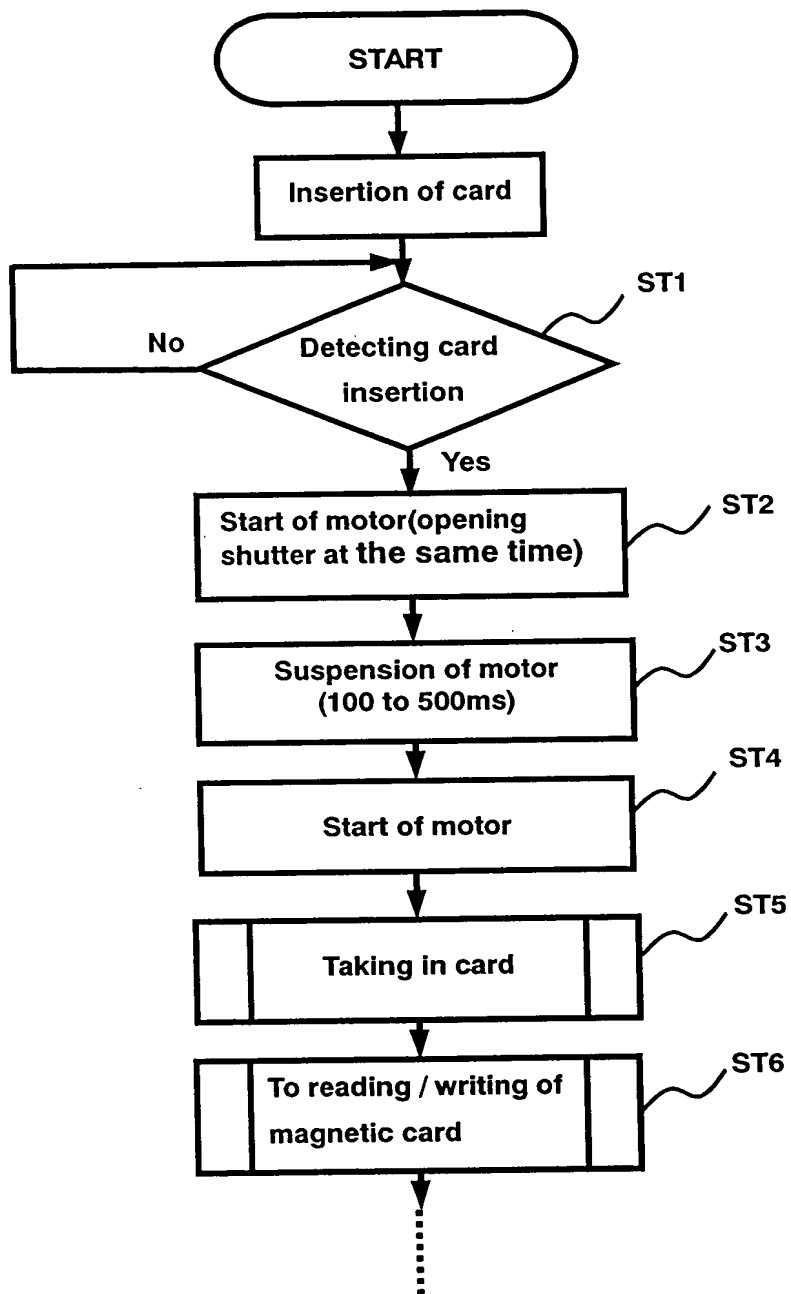 START
Insertion of card
ST1
No
Detecting card
insertion
Yes
ST2
Start of motor(opening
shutter at the same time)
ST3
Suspension of motor
(100 to 500ms)
ST4
Start of motor
ST5
Taking in card
ST6
To reading / writing of
magnetic card